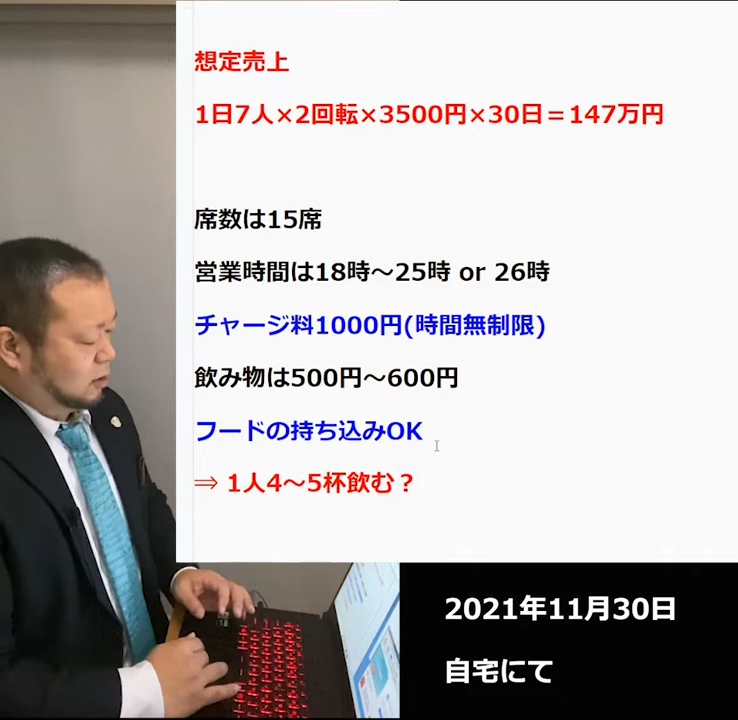 想定売上
1日7人×2回転×3500円×30日＝147万円
席数は15席
営業時間は18時～25時 or 26時
チャージ料1000円(時間無制限)
飲み物は500円～600円
フードの持ち込みOK
⇒ 1人4～5杯飲む？
2021年11月30日
自宅にて